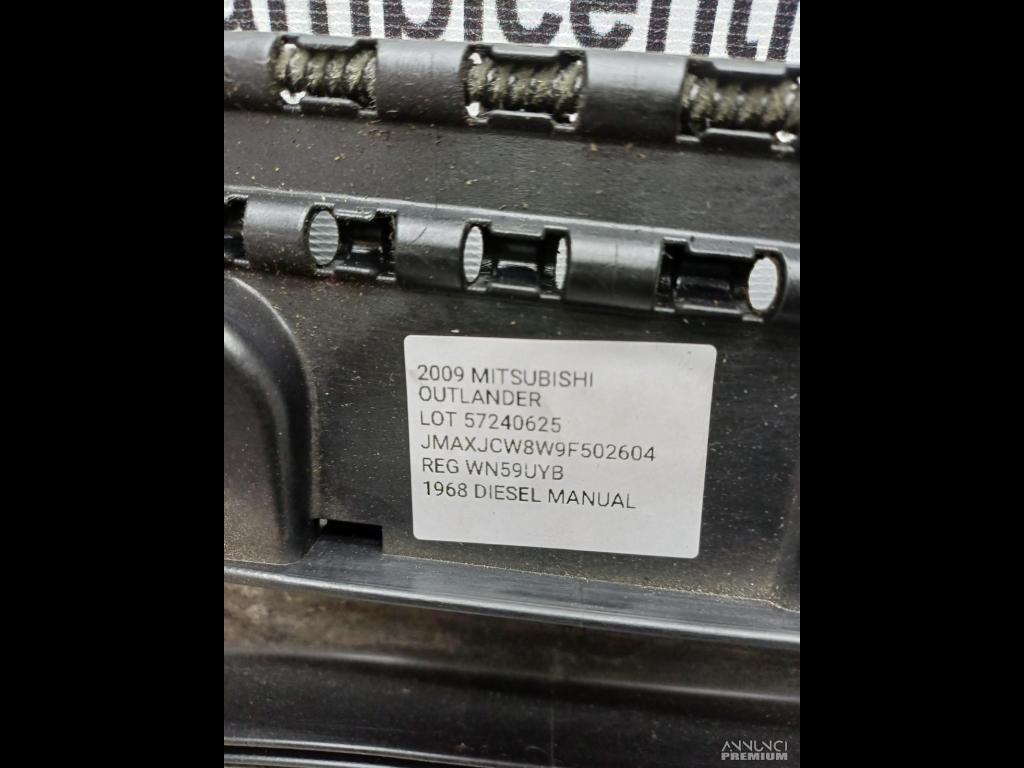 2009 MITSUBISHI
OUTLANDER
LOT 57240625
JMAXJCW8W9F502604
REG WN59UYB
1968 DIESEL MANUAL
ANNUNCI
PREMIUM